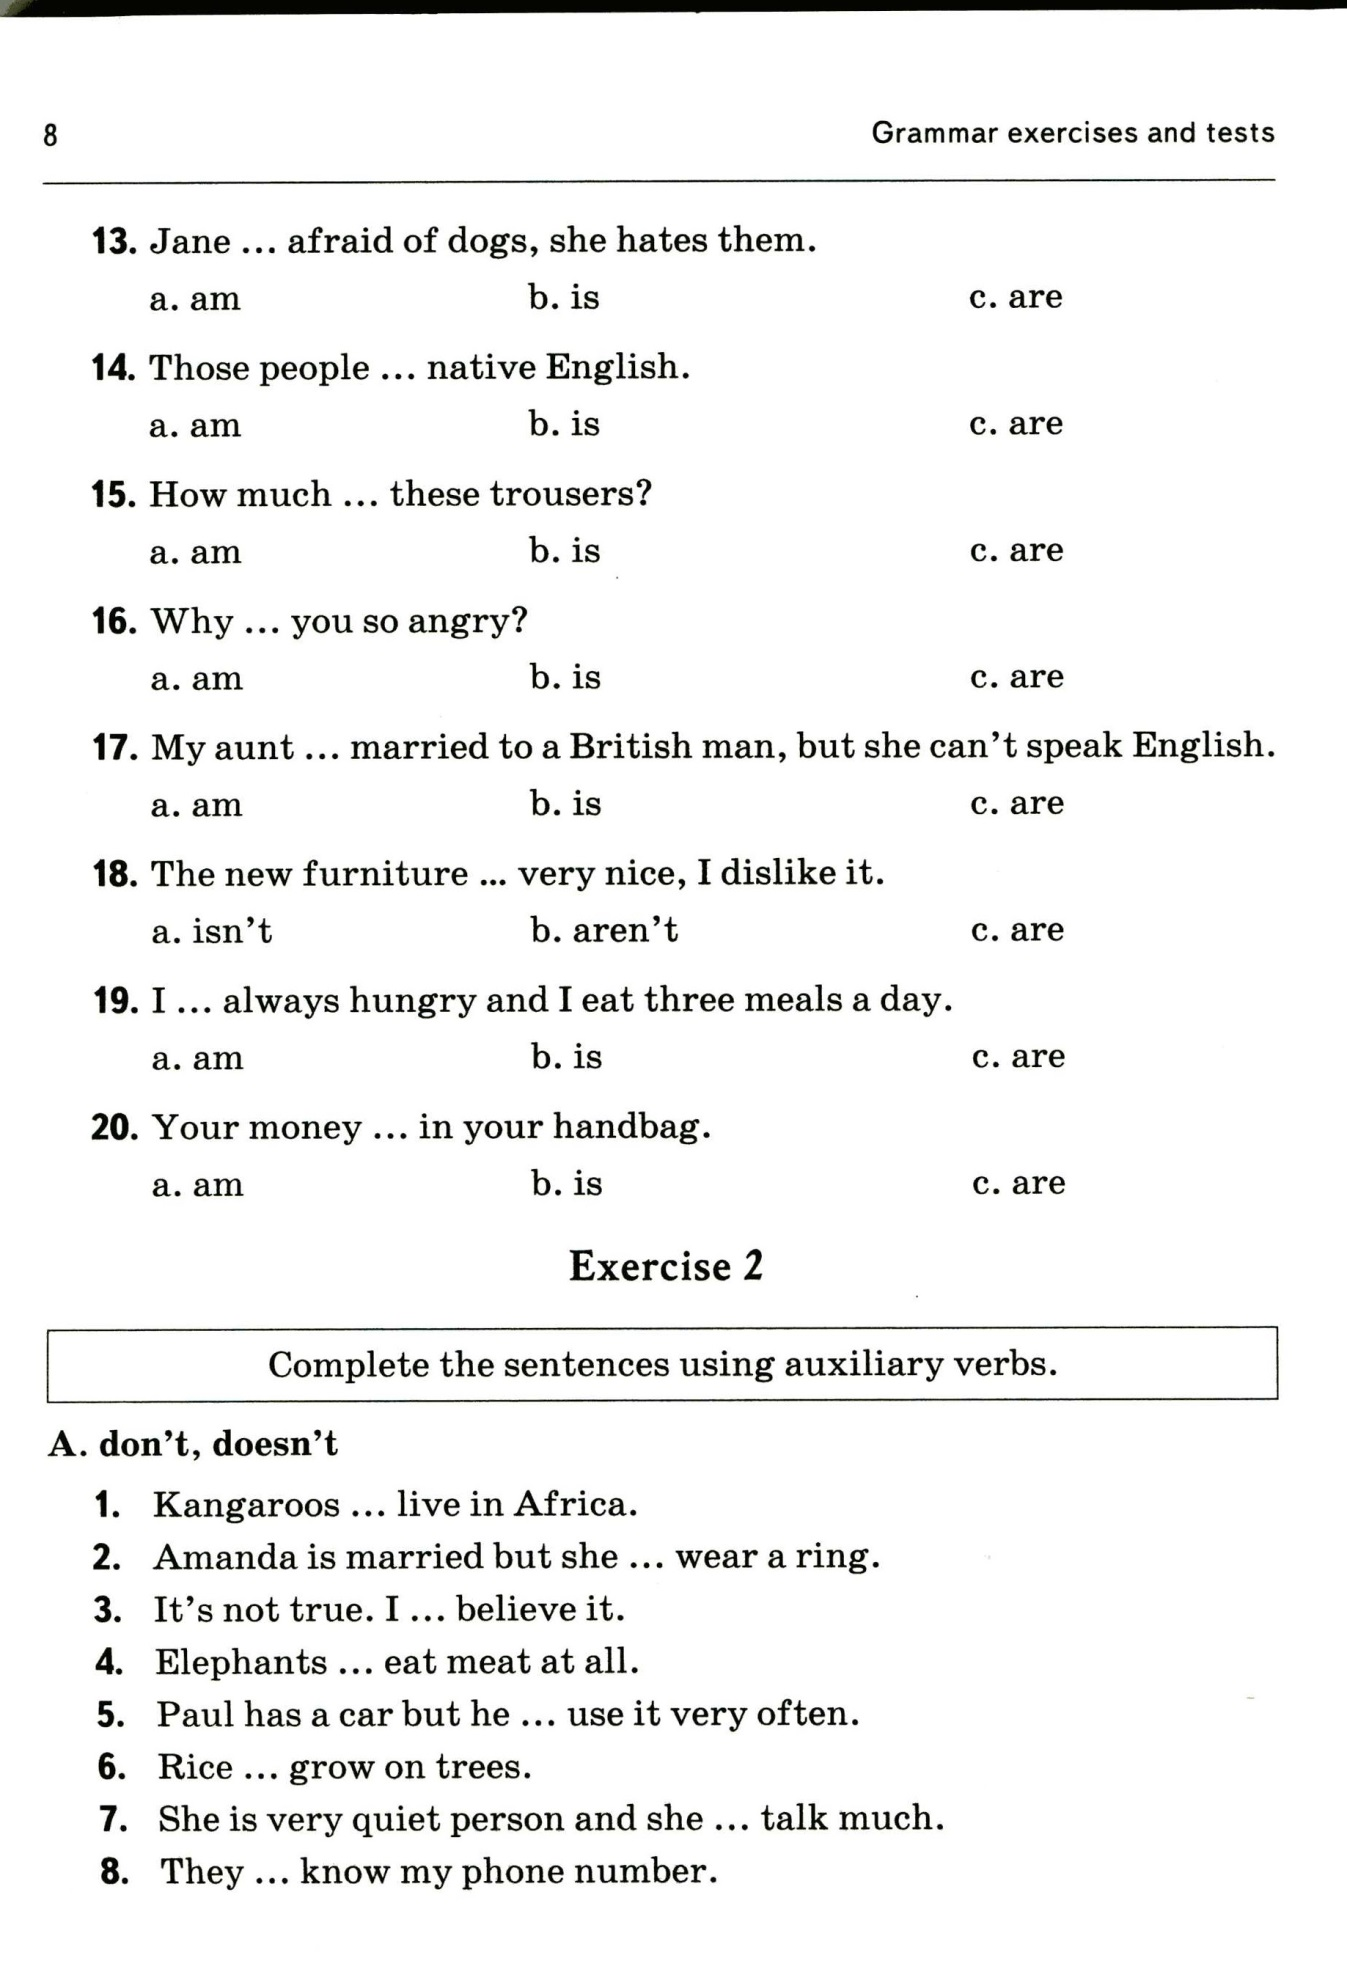 8
Grammar exercises and tests
13. Jane ... afraid of dogs, she hates them.
a. am b. is c. are
14. Those people ... native English.
a. am b. is c. are
15. How much ... these trousers?
a. am b. is c. are
16. Why ... you so angry?
a. am b. is c. are
17. My aunt ... married to a British man, but she can't speak English.
a. am b. is c. are
18. The new furniture ... very nice, I dislike it.
a. isn't b. aren't c. are
19. I ... always hungry and I eat three meals a day.
a. am b. is c. are
20. Your money ... in your handbag.
a. am b. is c. are
Exercise 2
Complete the sentences using auxiliary verbs.
A. don't, doesn't
1. Kangaroos ... live in Africa.
2. Amanda is married but she ... wear a ring.
3. It's not true. I ... believe it.
4. Elephants ... eat meat at all.
5. Paul has a car but he ... use it very often.
6. Rice ... grow on trees.
7. She is very quiet person and she ... talk much.
8. They ... know my phone number.